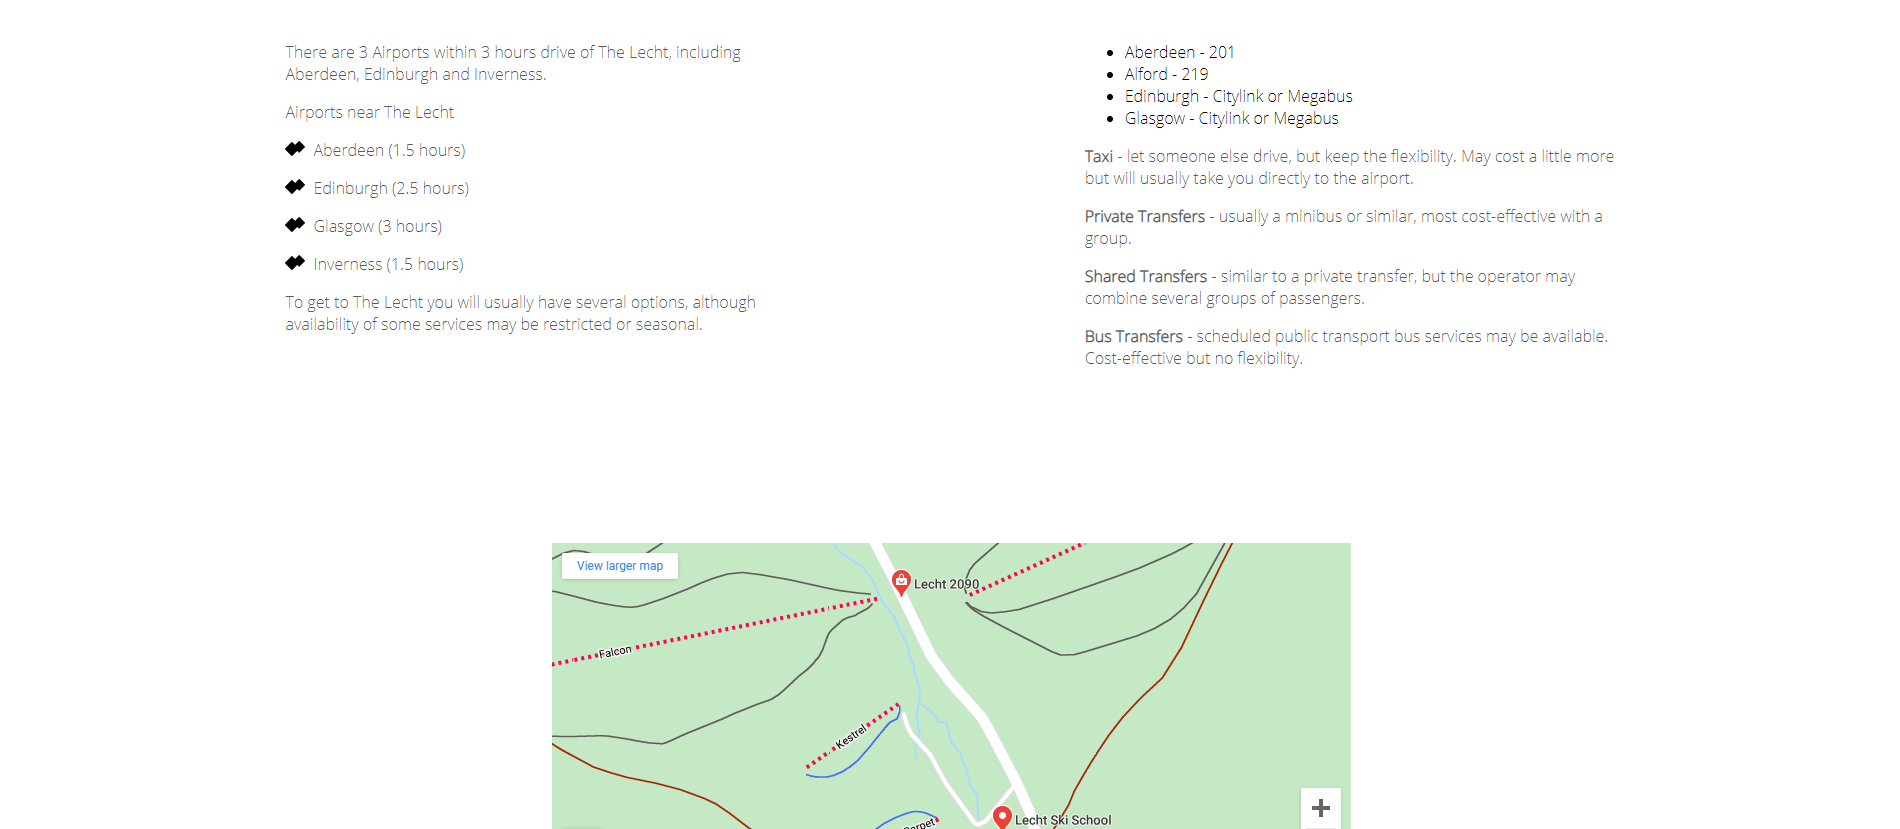 There are 3 Airports within 3 hours drive of The Lecht, including
Aberdeen, Edinburgh and Inverness.
Airports near The Lecht
Aberdeen (1.5 hours)
Edinburgh (2.5 hours)
Glasgow (3 hours)
Inverness (1.5 hours)
To get to The Lecht you will usually have several options, although
availability of some services may be restricted or seasonal.
Aberdeen - 201
Alford - 219
Edinburgh - Citylink or Megabus
Glasgow - Citylink or Megabus
Taxi - let someone else drive, but keep the flexibility. May cost a little more
but will usually take you directly to the airport.
Private Transfers - usually a minibus or similar, most cost-effective with a
group.
Shared Transfers - similar to a private transfer, but the operator may
combine several groups of passengers.
Bus Transfers - scheduled public transport bus services may be available.
Cost-effective but no flexibility.
View larger map
Lecht 2090
Falcon
Kestrel
Lecht Ski School